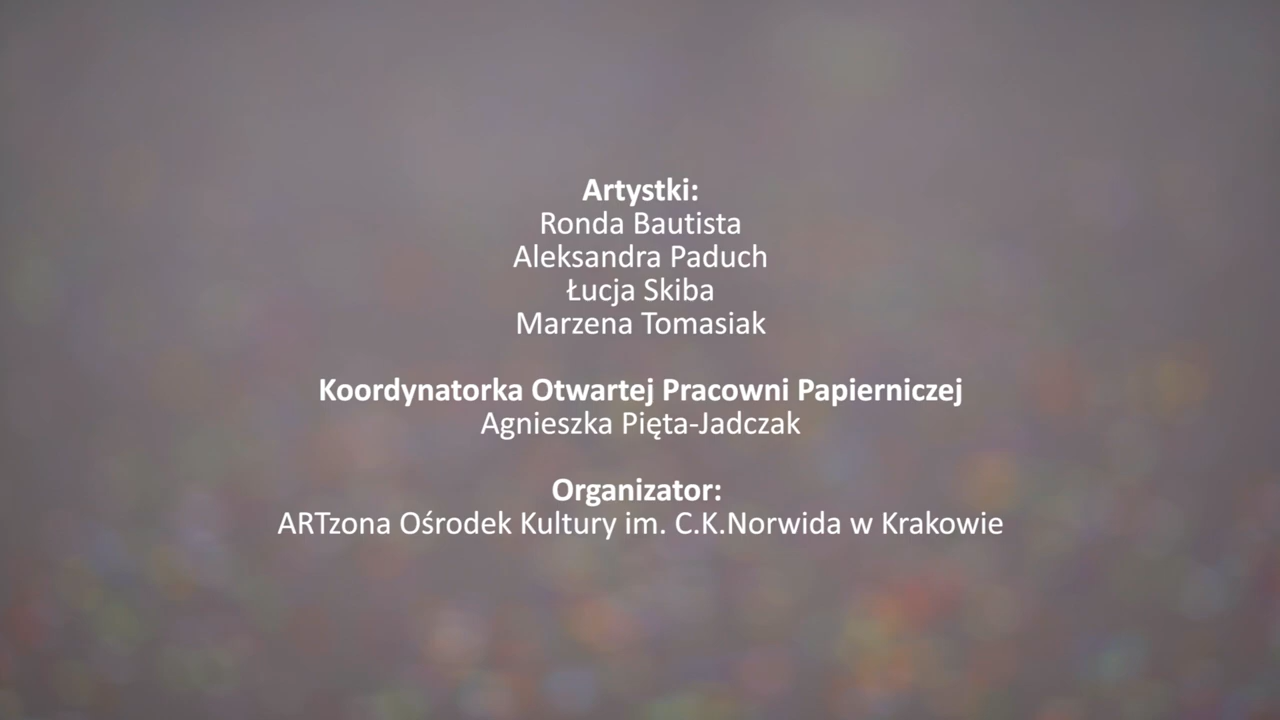 Artystki:
Ronda Bautista
Aleksandra Paduch
Łucja Skiba
Marzena Tomasiak
Koordynatorka Otwartej Pracowni Papierniczej
Agnieszka Pięta-Jadczak
Organizator:
ARTzona Ośrodek Kultury im. C.K.Norwida w Krakowie